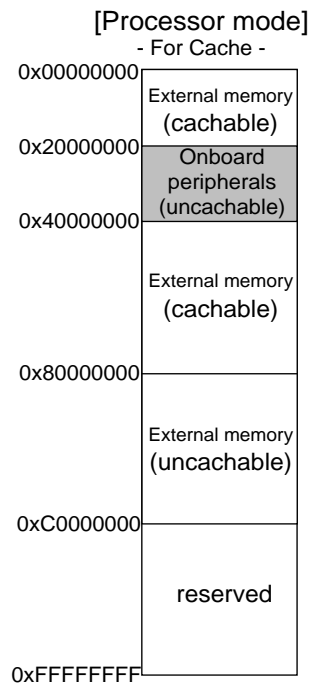 [Processor mode]
- For Cache -
0x00000000
External memory
(cachable)
0x20000000
Onboard
peripherals
(uncachable)
0x40000000
External memory
(cachable)
0x80000000
External memory
(uncachable)
0xC0000000
reserved
0xFFFFFFFF